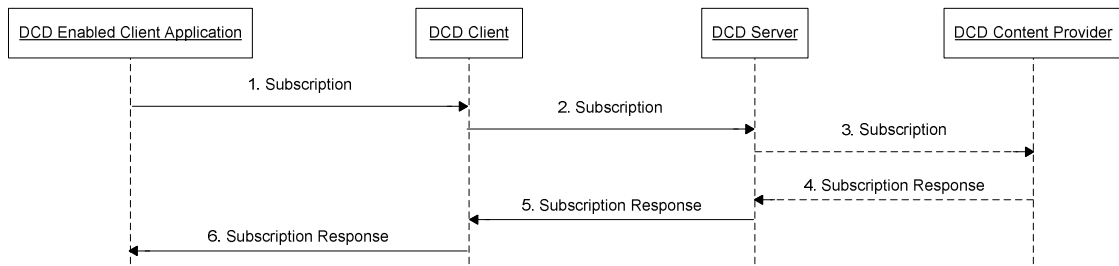 DCD Enabled Client Application
DCD Client
DCD Server
DCD Content Provider
1. Subscription
2. Subscription
3. Subscription
4. Subscription Response
5. Subscription Response
6. Subscription Response